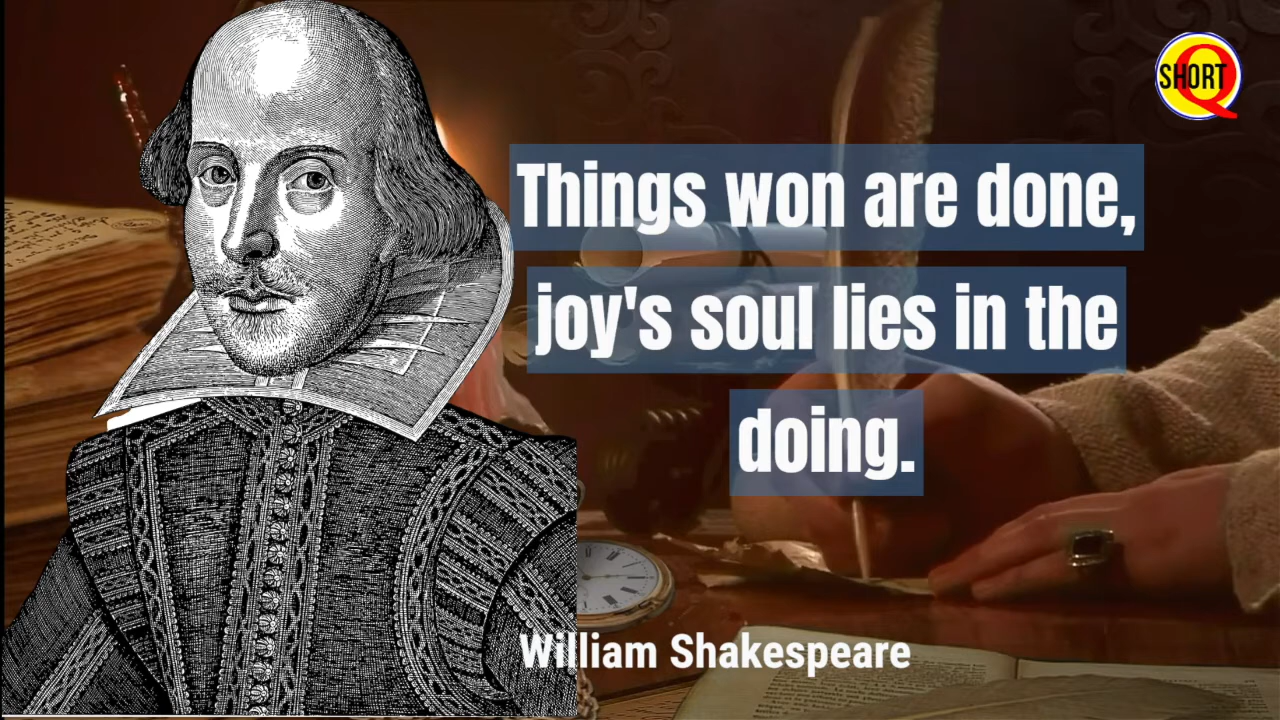 SHORT Q
Things won are done,
joy's soul lies in the
doing.
William Shakespeare